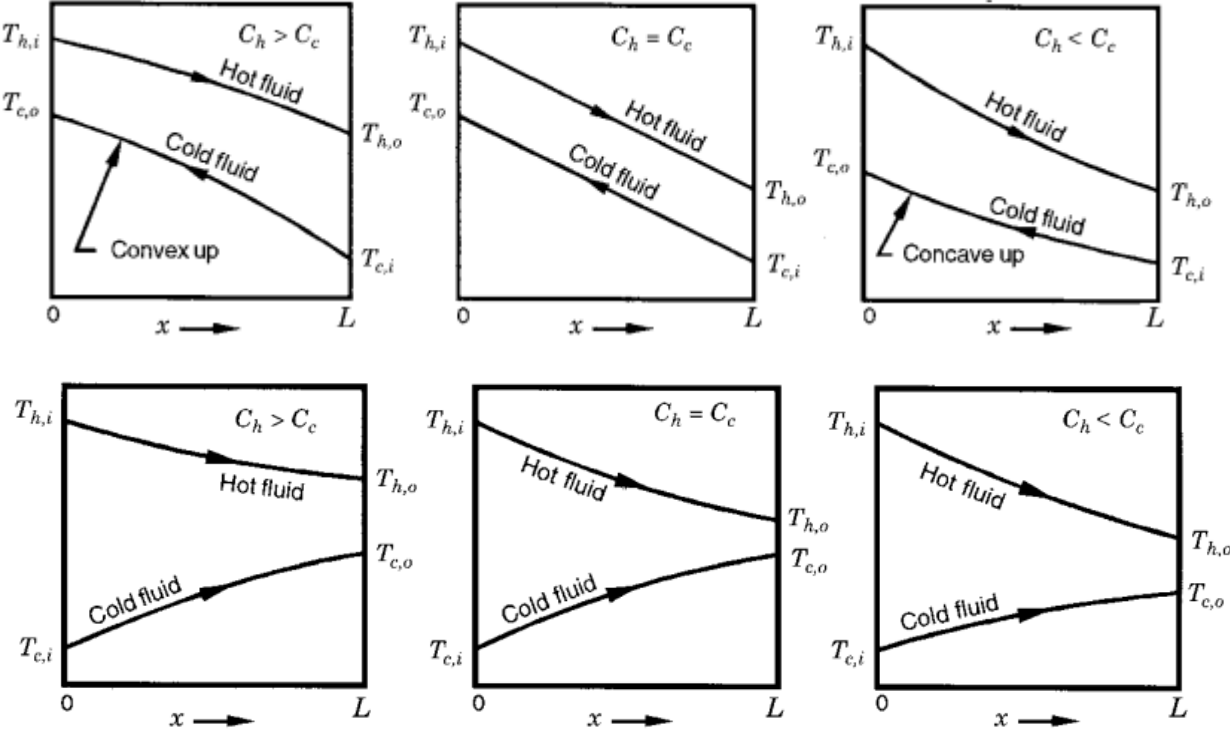 C_h > C_c
T_{h,i}
Hot fluid
T_{c,o}
T_{h,o}
Cold fluid
Convex up
T_{c,i}
0
x
L
C_h = C_c
T_{h,i}
T_{c,o}
Hot fluid
Cold fluid
T_{h,o}
T_{c,i}
0
x
L
C_h < C_c
T_{h,i}
Hot fluid
T_{c,o}
T_{h,o}
Cold fluid
Concave up
T_{c,i}
0
x
L
C_h > C_c
T_{h,i}
Hot fluid
T_{h,o}
T_{c,o}
Cold fluid
T_{c,i}
0
x
L
C_h = C_c
T_{h,i}
Hot fluid
T_{h,o}
T_{c,o}
Cold fluid
T_{c,i}
0
x
L
C_h < C_c
T_{h,i}
Hot fluid
T_{h,o}
T_{c,o}
Cold fluid
T_{c,i}
0
x
L